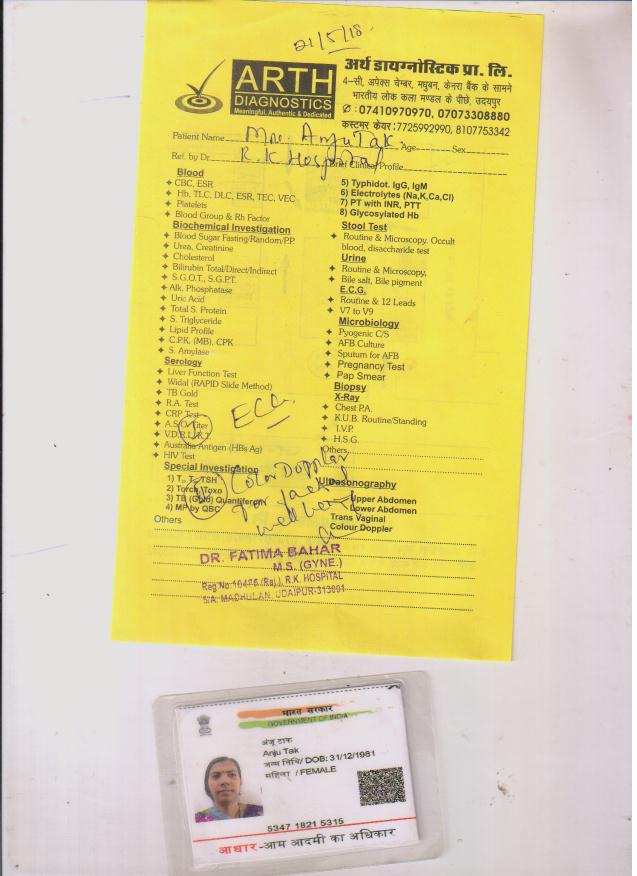 21/5/18
ARTH
DIAGNOSTICS
Meaningful, Authentic & Dedicated
अर्थ डायग्नोस्टिक प्रा. लि.
4-सी, अपेक्स चेम्बर, मधुबन, केनरा बैंक के सामने
भारतीय लोक कला मण्डल के पीछे, उदयपुर
07410970970, 07073308880
कस्टमर केयर : 7725992990, 8107753342
Patient Name Mrs. Anju Tak Age Sex
Ref. by Dr. R.K Hospital Brief Clinical Profile
Blood
CBC, ESR
Hb, TLC, DLC, ESR, TEC, VEC
Platelets
Blood Group & Rh Factor
Biochemical Investigation
Blood Sugar Fasting/Random/P.P.
Urea, Creatinine
Cholesterol
Bilirubin Total/Direct/Indirect
S.G.O.T., S.G.P.T.
Alk. Phosphatase
Uric Acid
Total S. Protein
S. Triglyceride
Lipid Profile
C.P.K. (MB), CPK
S. Amylase
Serology
Liver Function Test
Widal (RAPID Slide Method)
TB Gold
R.A. Test
CRP Test
A.S.O. Titer
V.D.R.L./K.T.
Australia Antigen (HBs Ag)
HIV Test
Special Investigation
1) T₃, T₄, TSH
2) Torch, Toxo
3) TB (Gold) Quantiferon
4) MP by QBC
5) Typhidot. IgG, IgM
6) Electrolytes (Na,K,Ca,Cl)
7) PT with INR, PTT
8) Glycosylated Hb
Stool Test
Routine & Microscopy. Occult
blood, disaccharide test
Urine
Routine & Microscopy,
Bile salt, Bile pigment
E.C.G.
Routine & 12 Leads
V7 to V9
Microbiology
Pyogenic C/S
AFB Culture
Sputum for AFB
Pregnancy Test
Pap Smear
Biopsy
X-Ray
Chest P.A.
K.U.B. Routine/Standing
I.V.P.
H.S.G.
Others
Ultrasonography
Upper Abdomen
Lower Abdomen
Trans Vaginal
Colour Doppler
Others
① ECG
② Color Doppler
for
wellbeing
DR. FATIMA BAHAR
M.S. (GYNE.)
Reg.No.10426 (Raj.), R.K. HOSPITAL
5/A, MADHUBAN, UDAIPUR-313001
भारत सरकार
GOVERNMENT OF INDIA
अंजू टाक
Anju Tak
जन्म तिथि/ DOB: 31/12/1981
महिला / FEMALE
5347 1821 5315
आधार-आम आदमी का अधिकार